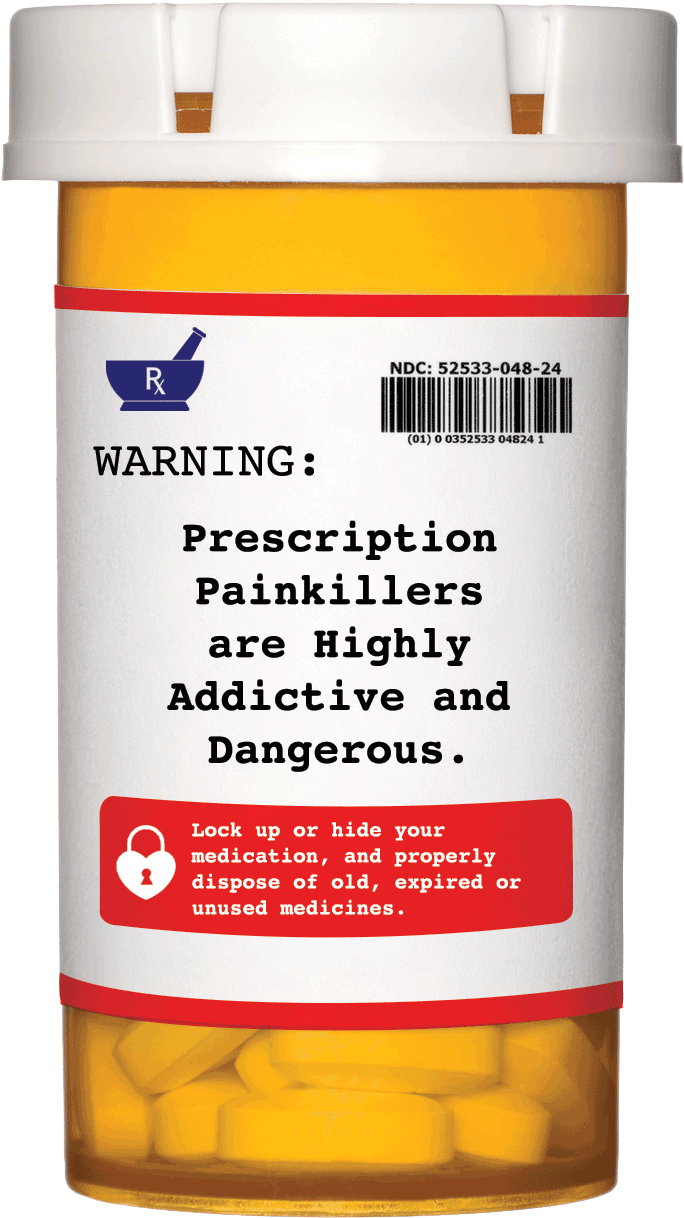 Rx
NDC: 52533-048-24
(01) 0 0352533 04824 1
WARNING:
Prescription
Painkillers
are Highly
Addictive and
Dangerous.
Lock up or hide your
medication, and properly
dispose of old, expired or
unused medicines.